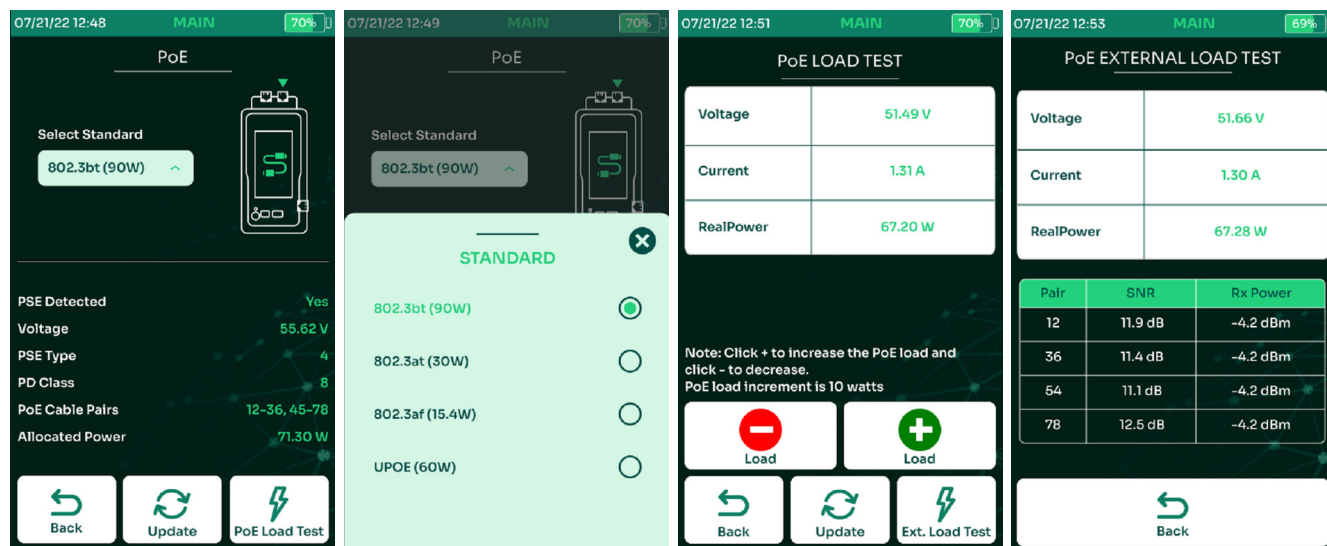 07/21/22 12:48 MAIN 70%
PoE
Select Standard
802.3bt (90W)
PSE Detected Yes
Voltage 55.62 V
PSE Type 4
PD Class 8
PoE Cable Pairs 12-36, 45-78
Allocated Power 71.30 W
Back Update PoE Load Test
07/21/22 12:49 MAIN 70%
PoE
Select Standard
802.3bt (90W)
STANDARD
802.3bt (90W)
802.3at (30W)
802.3af (15.4W)
UPOE (60W)
07/21/22 12:51 MAIN 70%
PoE LOAD TEST
Voltage 51.49 V
Current 1.31 A
RealPower 67.20 W
Note: Click + to increase the PoE load and
click - to decrease.
PoE load increment is 10 watts
Load Load
Back Update Ext. Load Test
07/21/22 12:53 MAIN 69%
PoE EXTERNAL LOAD TEST
Voltage 51.66 V
Current 1.30 A
RealPower 67.28 W
Pair SNR Rx Power
12 11.9 dB -4.2 dBm
36 11.4 dB -4.2 dBm
54 11.1 dB -4.2 dBm
78 12.5 dB -4.2 dBm
Back